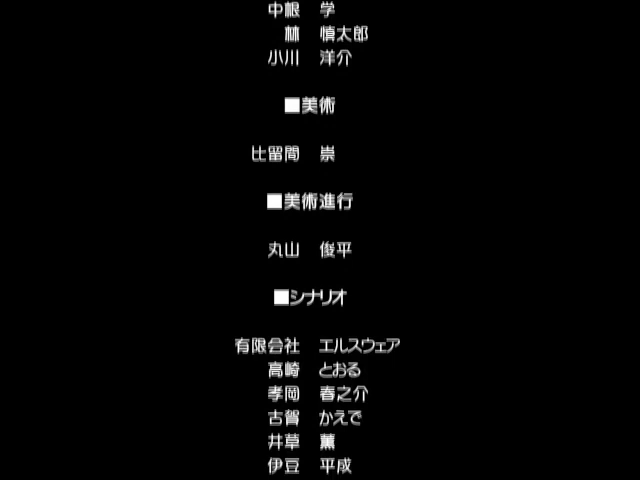 中根 学
林 慎太郎
小川 洋介
■美術
比留間 崇
■美術進行
丸山 俊平
■シナリオ
有限会社 エルスウェア
高崎 とおる
孝岡 春之介
古賀 かえで
井草 薫
伊豆 平成